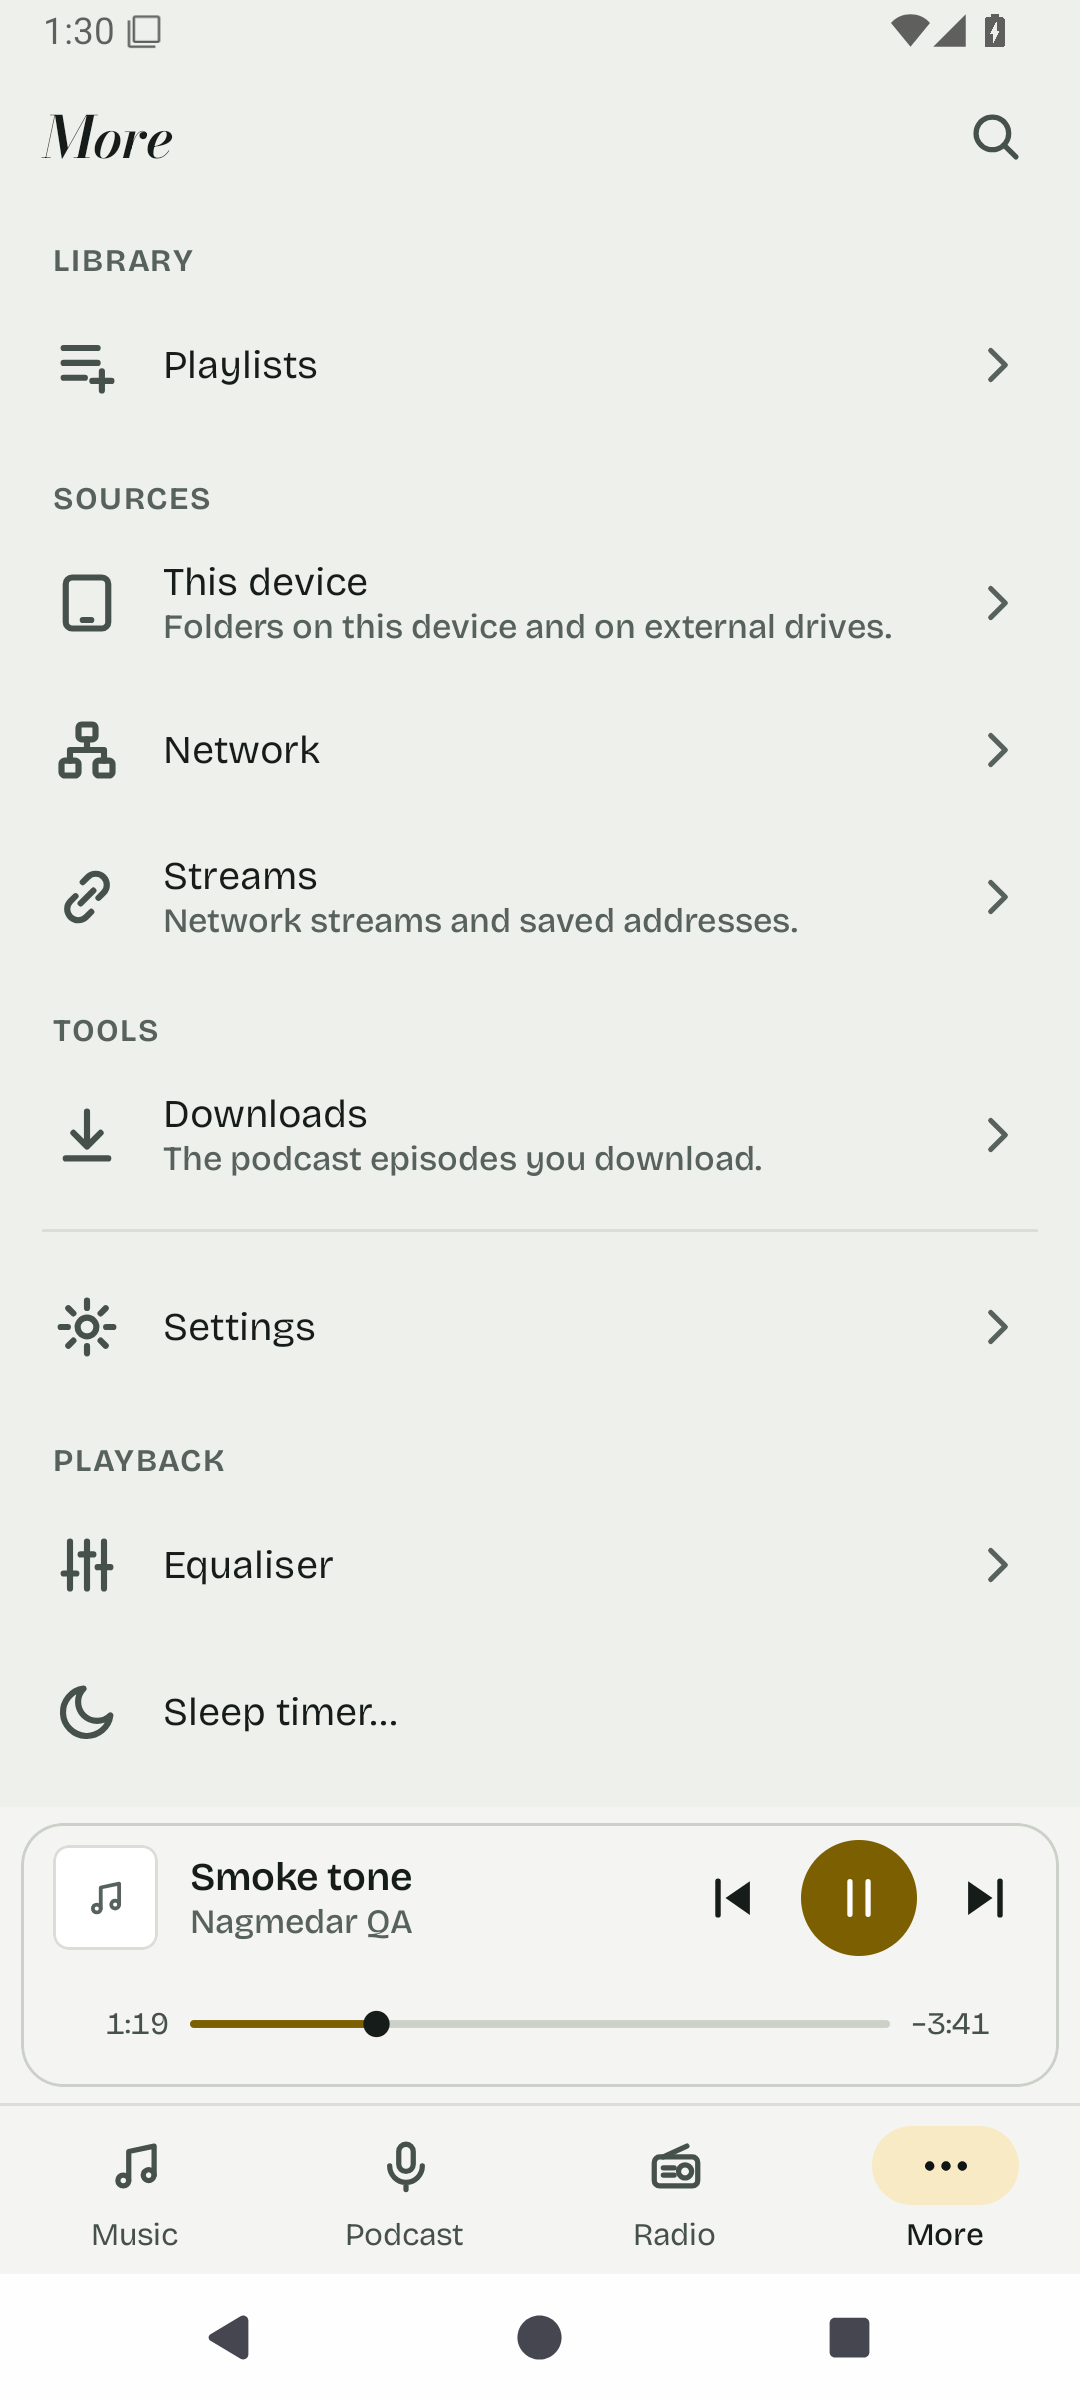 1:30
More
LIBRARY
Playlists
SOURCES
This device
Folders on this device and on external drives.
Network
Streams
Network streams and saved addresses.
TOOLS
Downloads
The podcast episodes you download.
Settings
PLAYBACK
Equaliser
Sleep timer...
Smoke tone
Nagmedar QA
1:19
-3:41
Music
Podcast
Radio
More